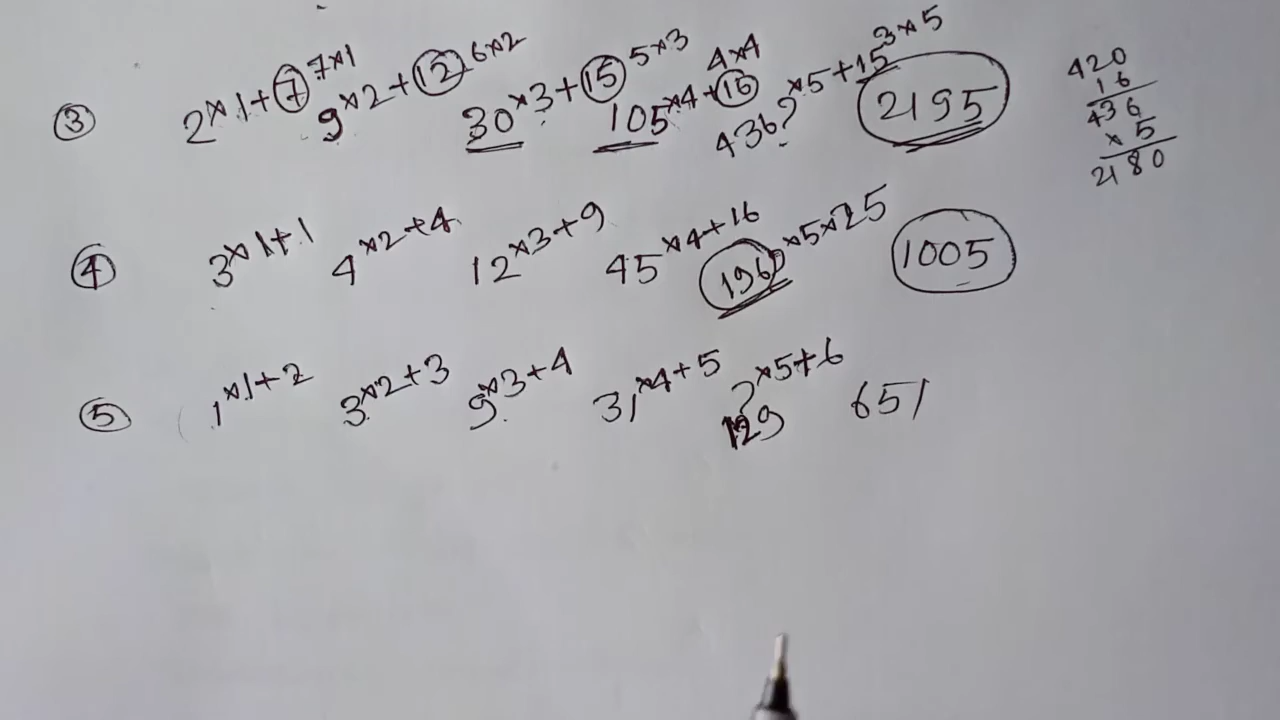 ③ 2 ×1+⑦ 7×1 9 ×2+⑫ 6×2 30 ×3+⑮ 5×3 105 ×4+⑯ 4×4 436? ×5+15 3×5 2195
420
16
436
×5
2180
④ 3 ×1+1 4 ×2+4 12 ×3+9 45 ×4+16 196 ×5×25 1005
⑤ 1 ×1+2 3 ×2+3 9 ×3+4 31 ×4+5 ? ×5+6 651
129